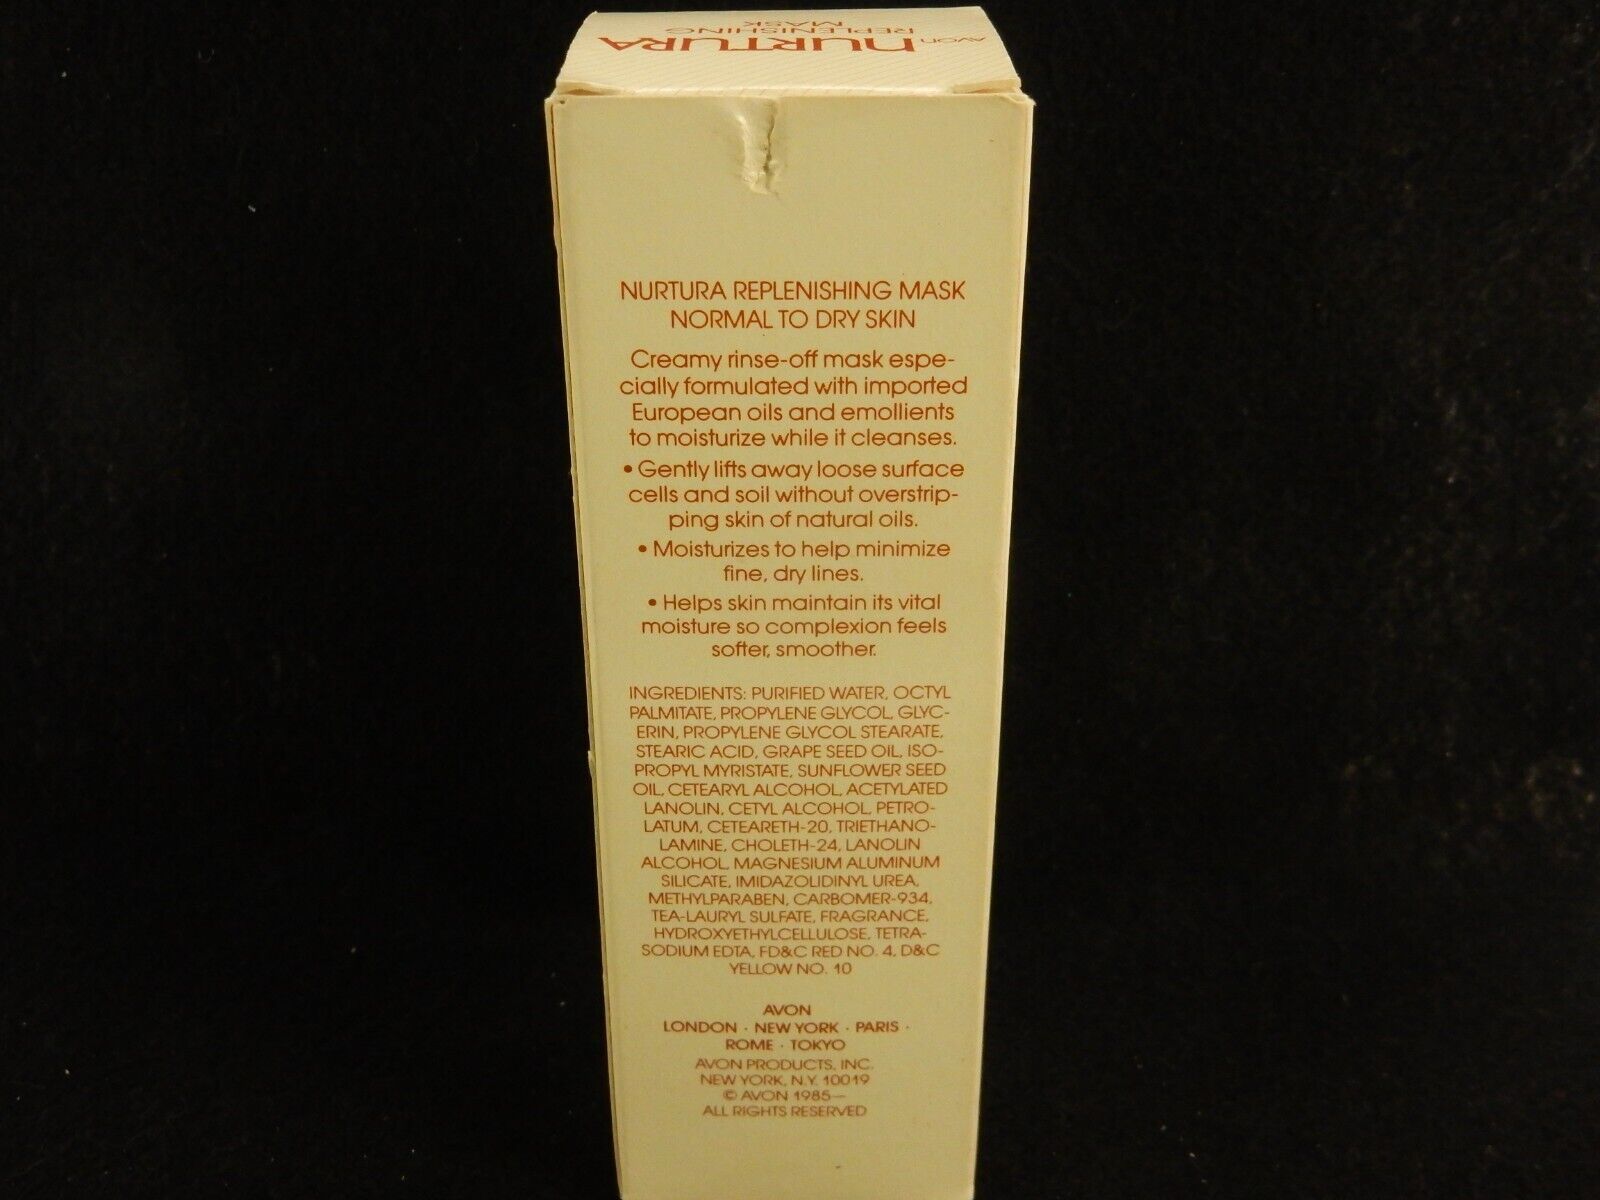 AVON
NURTURA
REPLENISHING
MASK
NURTURA REPLENISHING MASK
NORMAL TO DRY SKIN
Creamy rinse-off mask espe-
cially formulated with imported
European oils and emollients
to moisturize while it cleanses.
• Gently lifts away loose surface
cells and soil without overstrip-
ping skin of natural oils.
• Moisturizes to help minimize
fine, dry lines.
• Helps skin maintain its vital
moisture so complexion feels
softer, smoother.
INGREDIENTS: PURIFIED WATER, OCTYL
PALMITATE, PROPYLENE GLYCOL, GLYC-
ERIN, PROPYLENE GLYCOL STEARATE,
STEARIC ACID, GRAPE SEED OIL, ISO-
PROPYL MYRISTATE, SUNFLOWER SEED
OIL, CETEARYL ALCOHOL, ACETYLATED
LANOLIN, CETYL ALCOHOL, PETRO-
LATUM, CETEARETH-20, TRIETHANO-
LAMINE, CHOLETH-24, LANOLIN
ALCOHOL, MAGNESIUM ALUMINUM
SILICATE, IMIDAZOLIDINYL UREA,
METHYLPARABEN, CARBOMER-934,
TEA-LAURYL SULFATE, FRAGRANCE,
HYDROXYETHYLCELLULOSE, TETRA-
SODIUM EDTA, FD&C RED NO. 4, D&C
YELLOW NO. 10
AVON
LONDON · NEW YORK · PARIS ·
ROME · TOKYO
AVON PRODUCTS, INC.
NEW YORK, N.Y. 10019
© AVON 1985—
ALL RIGHTS RESERVED